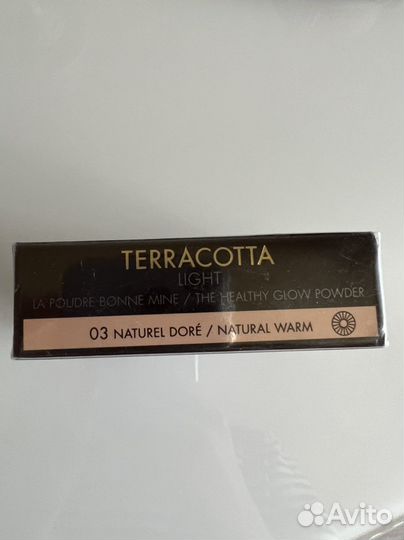 TERRACOTTA
LIGHT
LA POUDRE BONNE MINE / THE HEALTHY GLOW POWDER
03 NATUREL DORÉ / NATURAL WARM
Avito